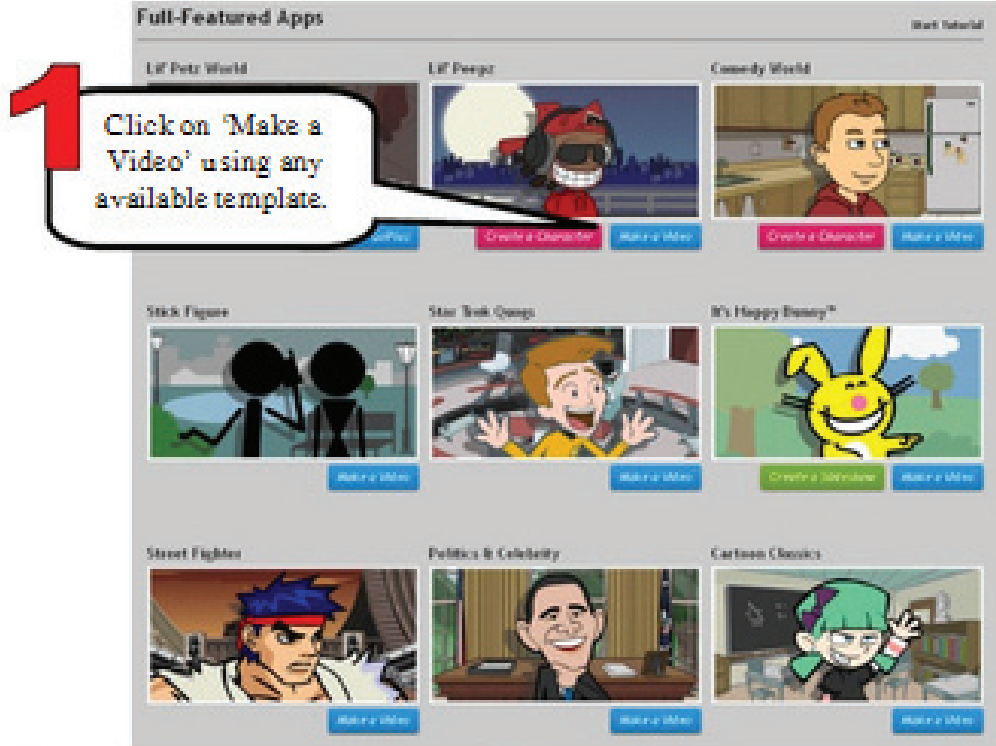 Full-Featured Apps
Start Tutorial
1
Click on ‘Make a
Video’ using any
available template.
Lil' Petz World
Lil' Peepz
Comedy World
Create a Character
Make a Video
Create a Character
Make a Video
Stick Figure
Star Trek Quogs
It's Happy Bunny™
Make a Video
Make a Video
Create a Slideshow
Make a Video
Street Fighter
Politics & Celebrity
Cartoon Classics
Make a Video
Make a Video
Make a Video